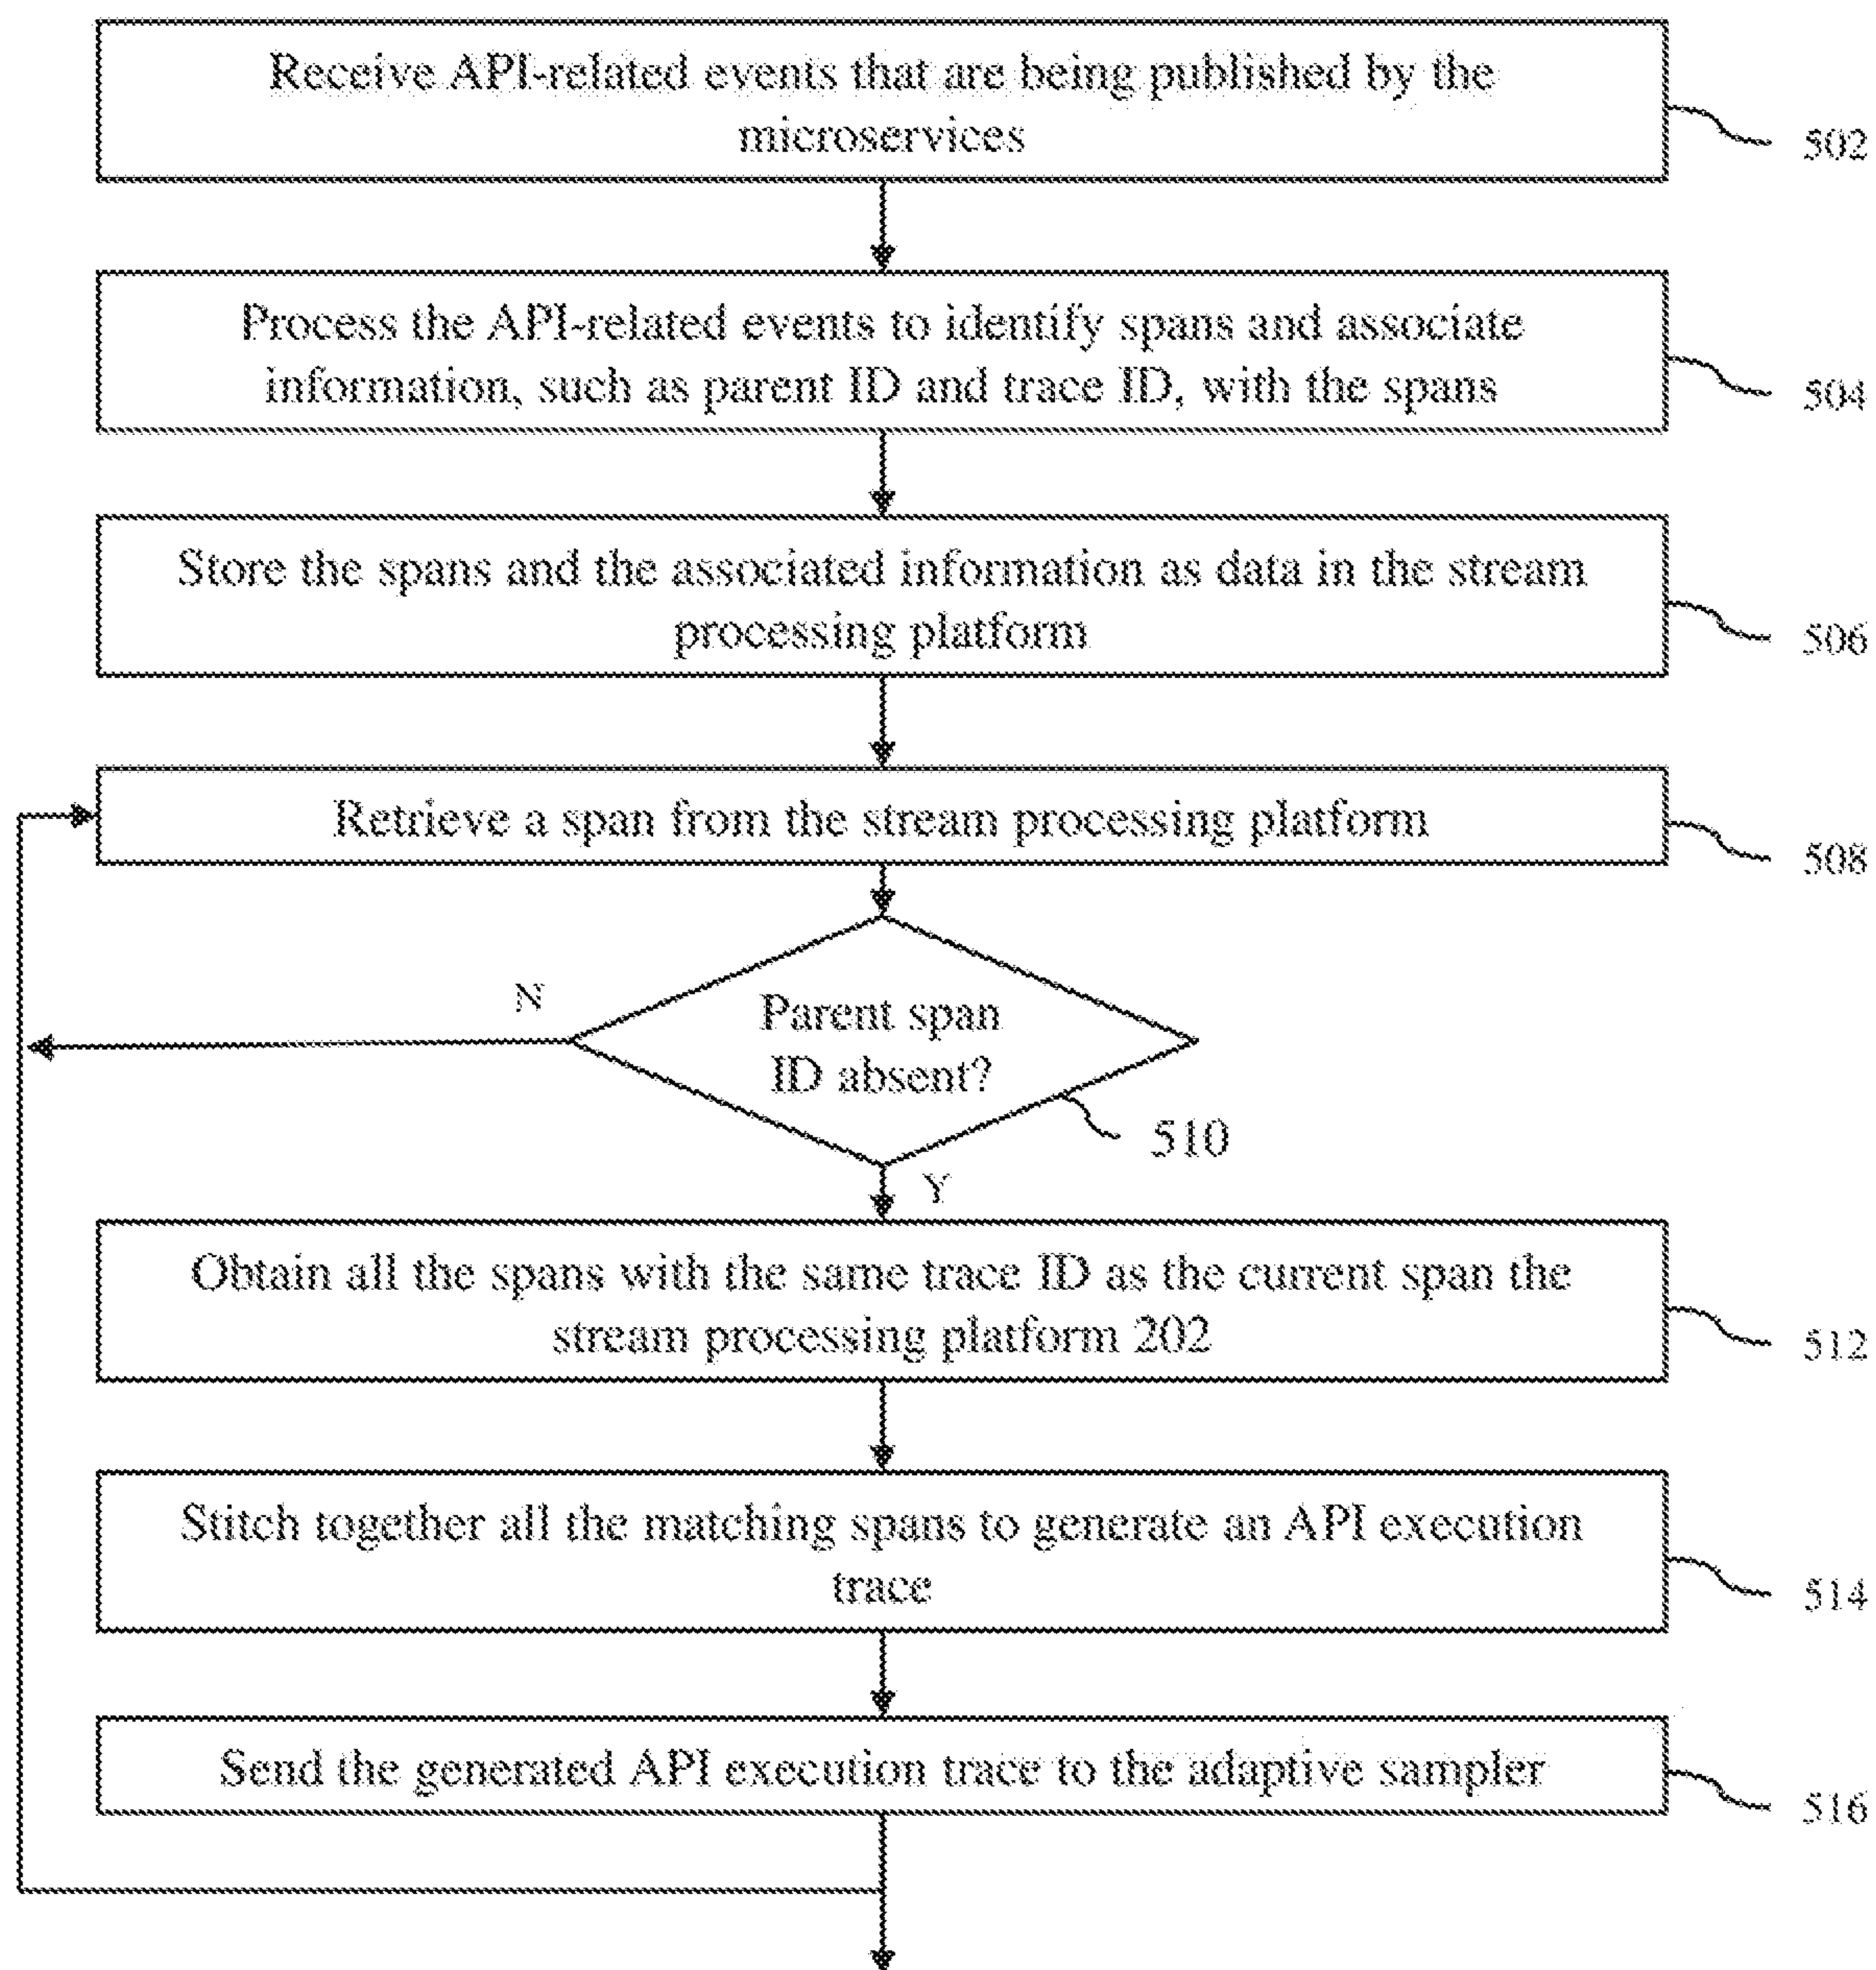 Receive API-related events that are being published by the
microservices
502
Process the API-related events to identify spans and associate
information, such as parent ID and trace ID, with the spans
504
Store the spans and the associated information as data in the stream
processing platform
506
Retrieve a span from the stream processing platform
508
N
Parent span
ID absent?
510
Y
Obtain all the spans with the same trace ID as the current span the
stream processing platform 202
512
Stitch together all the matching spans to generate an API execution
trace
514
Send the generated API execution trace to the adaptive sampler
516